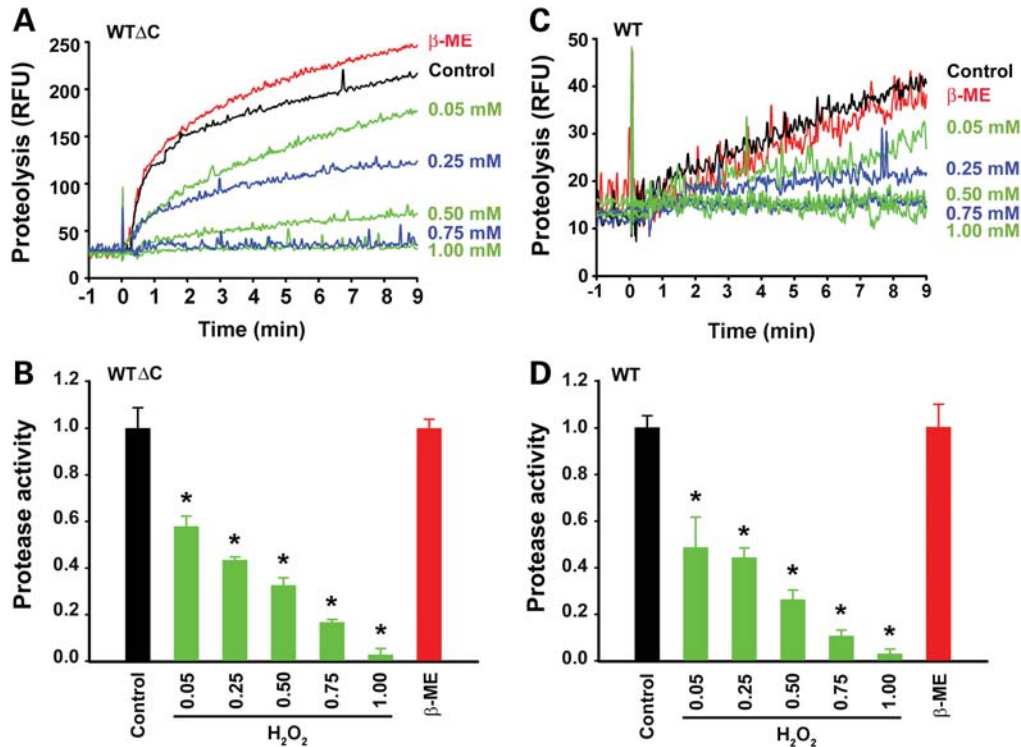 A
WTΔC
250
200
150
100
50
0
Proteolysis (RFU)
β-ME
Control
0.05 mM
0.25 mM
0.50 mM
0.75 mM
1.00 mM
-1 0 1 2 3 4 5 6 7 8 9
Time (min)
C
WT
50
40
30
20
10
0
Proteolysis (RFU)
Control
β-ME
0.05 mM
0.25 mM
0.50 mM
0.75 mM
1.00 mM
-1 0 1 2 3 4 5 6 7 8 9
Time (min)
B
WTΔC
1.2
1.0
0.8
0.6
0.4
0.2
0.0
Protease activity
* * * * *
Control 0.05 0.25 0.50 0.75 1.00 β-ME
H₂O₂
D
WT
1.2
1.0
0.8
0.6
0.4
0.2
0.0
Protease activity
* * * * *
Control 0.05 0.25 0.50 0.75 1.00 β-ME
H₂O₂